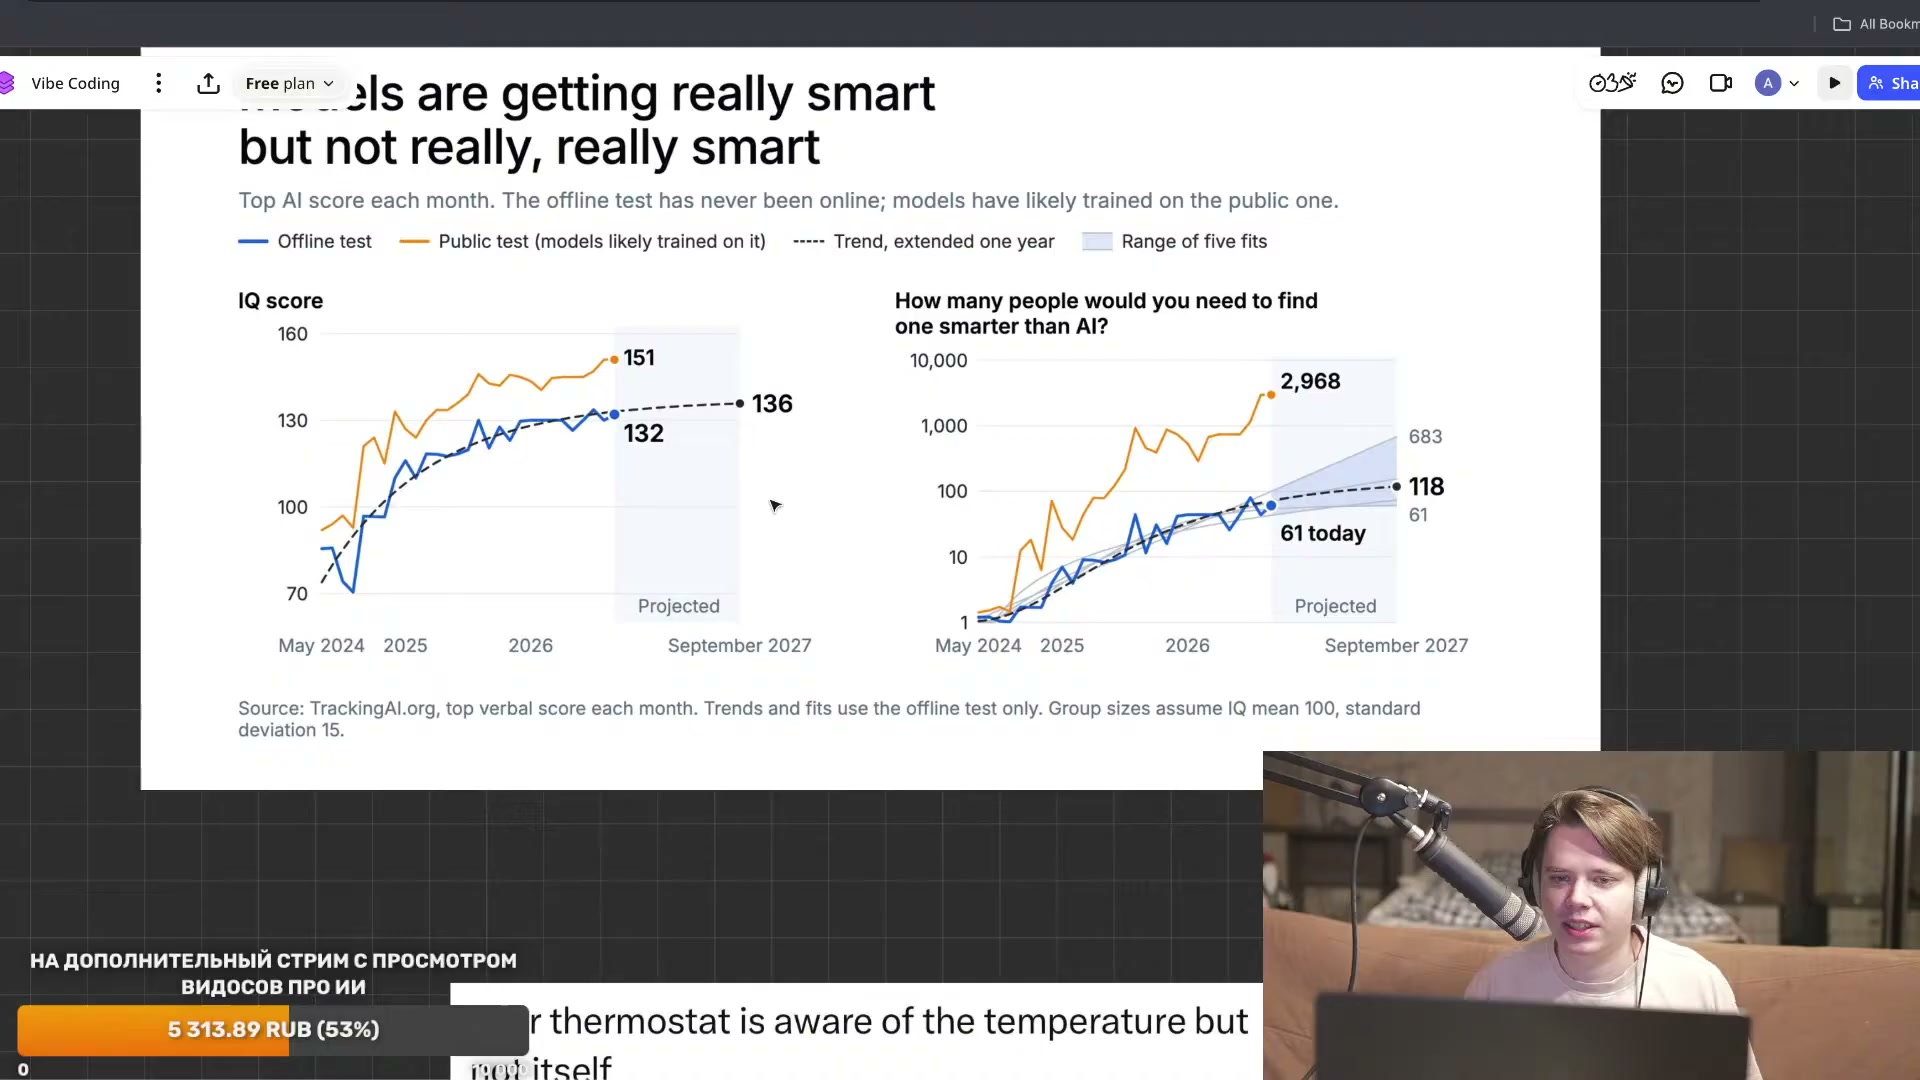 All Bookm
Vibe Coding
Free plan
A
Sha
els are getting really smart
but not really, really smart
Top AI score each month. The offline test has never been online; models have likely trained on the public one.
Offline test
Public test (models likely trained on it)
Trend, extended one year
Range of five fits
IQ score
160
130
100
70
151
132
136
Projected
May 2024
2025
2026
September 2027
How many people would you need to find
one smarter than AI?
10,000
1,000
100
10
1
2,968
683
118
61
61 today
Projected
May 2024
2025
2026
September 2027
Source: TrackingAI.org, top verbal score each month. Trends and fits use the offline test only. Group sizes assume IQ mean 100, standard
deviation 15.
НА ДОПОЛНИТЕЛЬНЫЙ СТРИМ С ПРОСМОТРОМ
ВИДОСОВ ПРО ИИ
5 313.89 RUB (53%)
0
r thermostat is aware of the temperature but
not itself